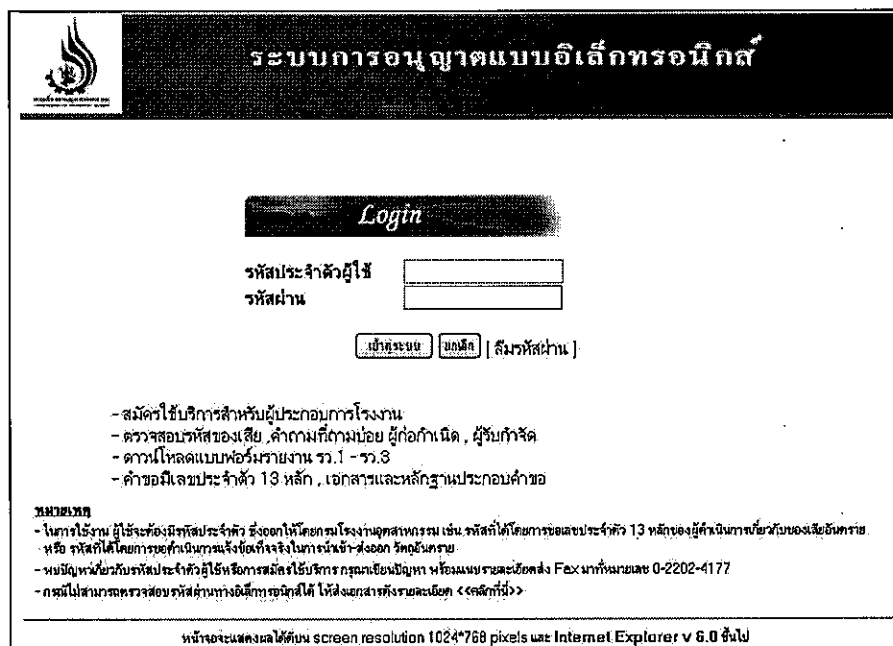 ระบบการอนุญาตแบบอิเล็กทรอนิกส์
Login
รหัสประจำตัวผู้ใช้
รหัสผ่าน
เข้าสู่ระบบ ยกเลิก [ ลืมรหัสผ่าน ]
- สมัครใช้บริการสำหรับผู้ประกอบการโรงงาน
- ตรวจสอบรหัสของเสีย ,คำถามที่ถามบ่อย ผู้ก่อกำเนิด , ผู้รับกำจัด
- ดาวน์โหลดแบบฟอร์มรายงาน รว.1 - รว.3
- คำขอมีเลขประจำตัว 13 หลัก , เอกสารและหลักฐานประกอบคำขอ
หมายเหตุ
- ในการใช้งาน ผู้ใช้จะต้องมีรหัสประจำตัว ซึ่งออกให้โดยกรมโรงงานอุตสาหกรรม เช่น รหัสที่ได้โดยการขอเลขประจำตัว 13 หลักของผู้ดำเนินการเกี่ยวกับของเสียอันตราย
หรือ รหัสที่ได้โดยการขอดำเนินการแจ้งข้อเท็จจริงในการนำเข้า-ส่งออก วัตถุอันตราย
- พบปัญหาเกี่ยวกับรหัสประจำตัวผู้ใช้หรือการสมัครใช้บริการ กรุณาเขียนปัญหา พร้อมแนบรายละเอียดส่ง Fax มาที่หมายเลข 0-2202-4177
- กรณีไม่สามารถตรวจสอบรหัสผ่านทางอิเล็กทรอนิกส์ได้ ให้ส่งเอกสารดังรายละเอียด <<คลิกที่นี่>>
หน้าจอจะแสดงผลได้ดีบน screen resolution 1024*768 pixels และ Internet Explorer v 6.0 ขึ้นไป